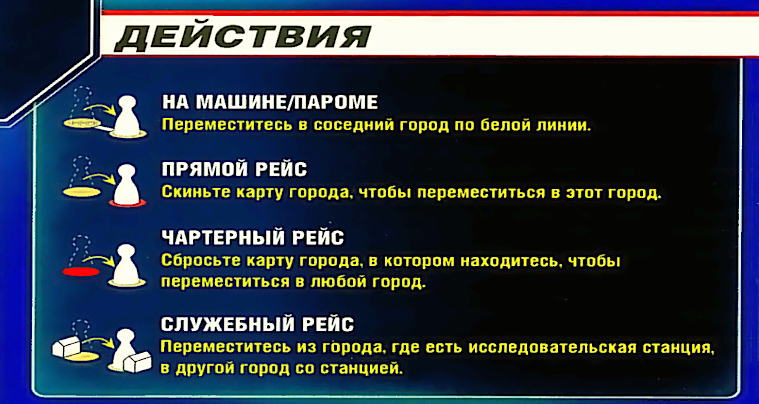 ДЕЙСТВИЯ
НА МАШИНЕ/ПАРОМЕ
Переместитесь в соседний город по белой линии.
ПРЯМОЙ РЕЙС
Скиньте карту города, чтобы переместиться в этот город.
ЧАРТЕРНЫЙ РЕЙС
Сбросьте карту города, в котором находитесь, чтобы
переместиться в любой город.
СЛУЖЕБНЫЙ РЕЙС
Переместитесь из города, где есть исследовательская станция,
в другой город со станцией.